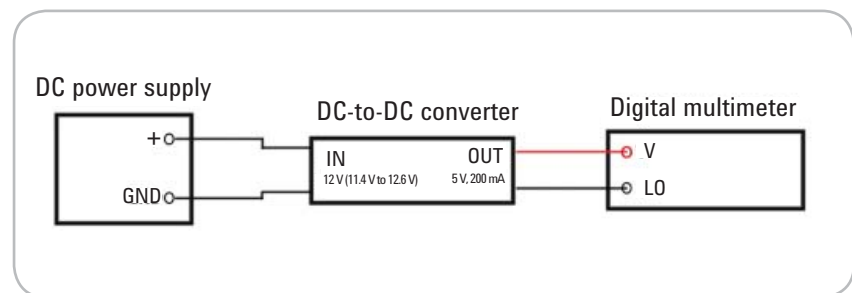 DC power supply
+
GND
DC-to-DC converter
IN
12 V (11.4 V to 12.6 V)
OUT
5 V, 200 mA
Digital multimeter
V
LO